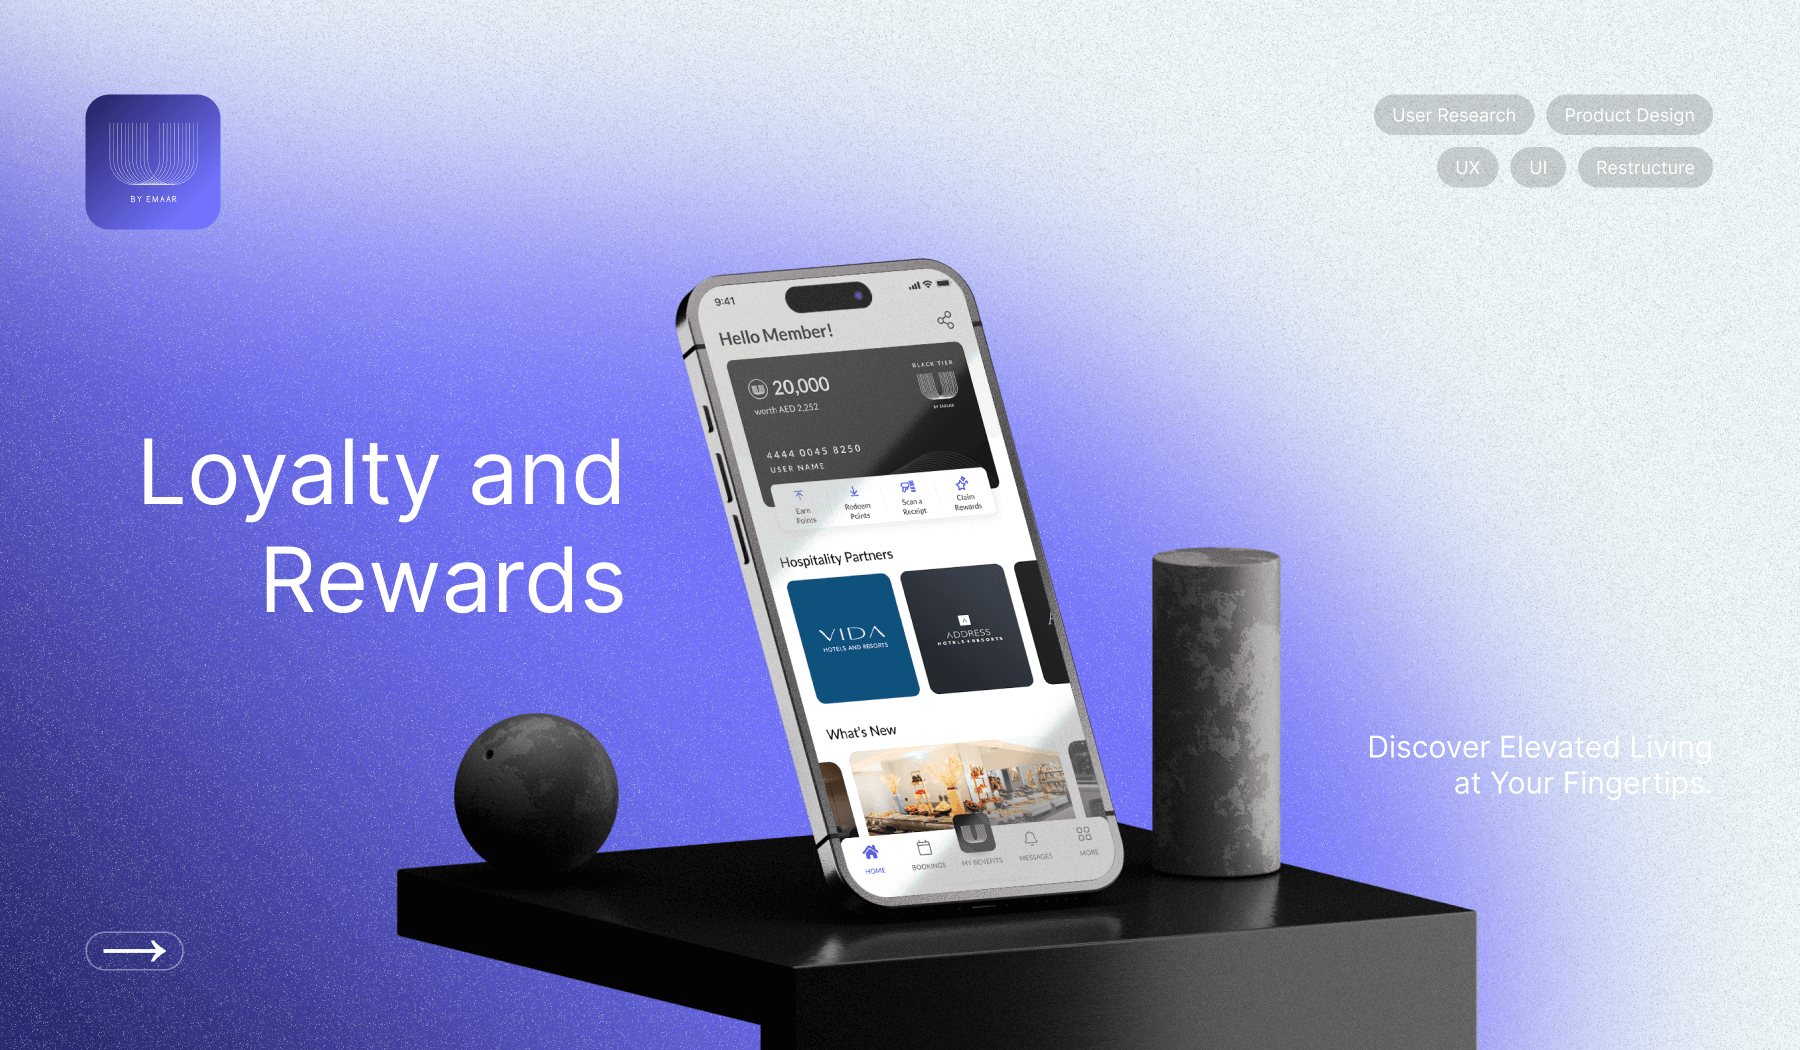 BY EMAAR
User Research
Product Design
UX
UI
Restructure
Loyalty and
Rewards
9:41
Hello Member!
20,000
worth AED 2,252
BLACK TIER
BY EMAAR
4444 0045 8250
USER NAME
Earn
Points
Redeem
Points
Scan a
Receipt
Claim
Rewards
Hospitality Partners
VIDA
HOTELS AND RESORTS
A
ADDRESS
HOTELS + RESORTS
What's New
HOME
BOOKINGS
MY BENEFITS
MESSAGES
MORE
Discover Elevated Living
at Your Fingertips.